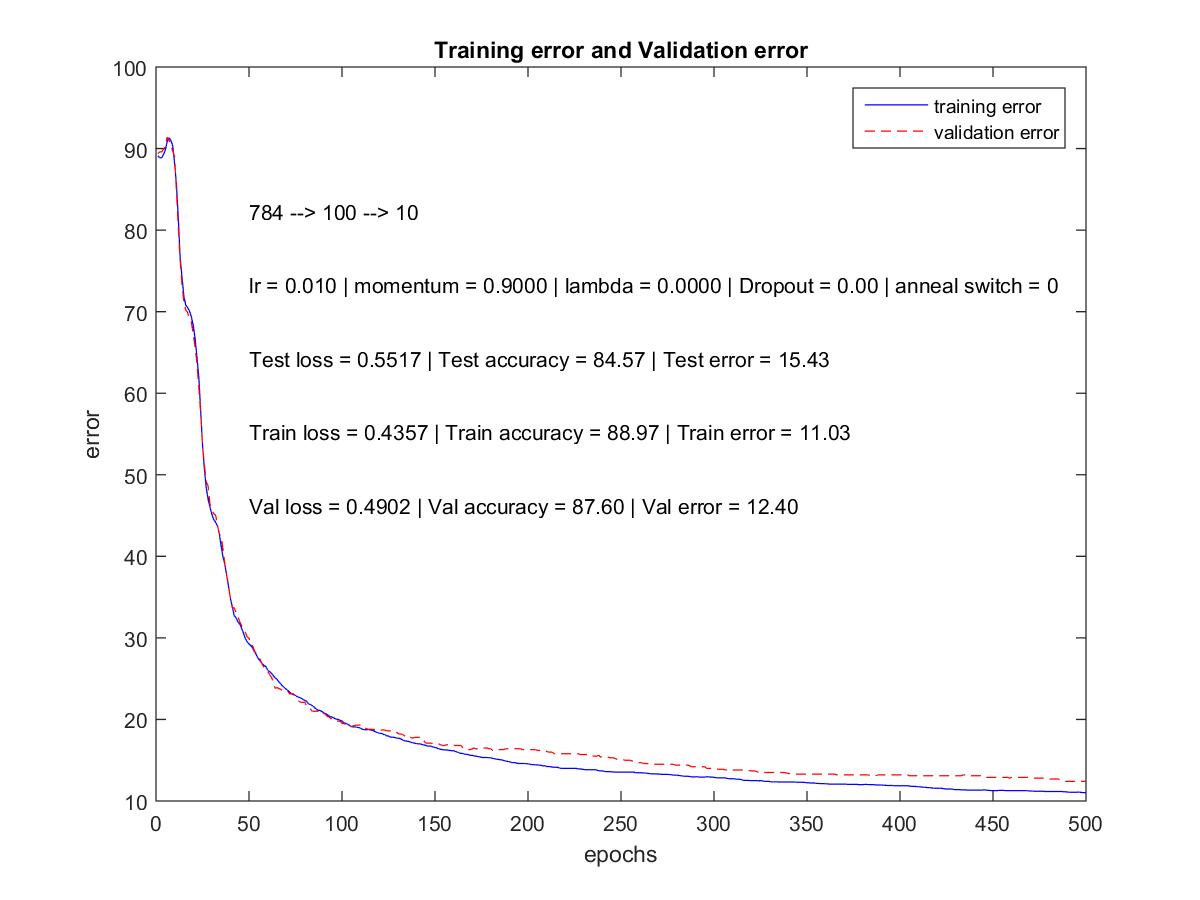 Training error and Validation error
100
90
80
70
60
50
40
30
20
10
error
training error
validation error
784 --> 100 --> 10
lr = 0.010 | momentum = 0.9000 | lambda = 0.0000 | Dropout = 0.00 | anneal switch = 0
Test loss = 0.5517 | Test accuracy = 84.57 | Test error = 15.43
Train loss = 0.4357 | Train accuracy = 88.97 | Train error = 11.03
Val loss = 0.4902 | Val accuracy = 87.60 | Val error = 12.40
0 50 100 150 200 250 300 350 400 450 500
epochs